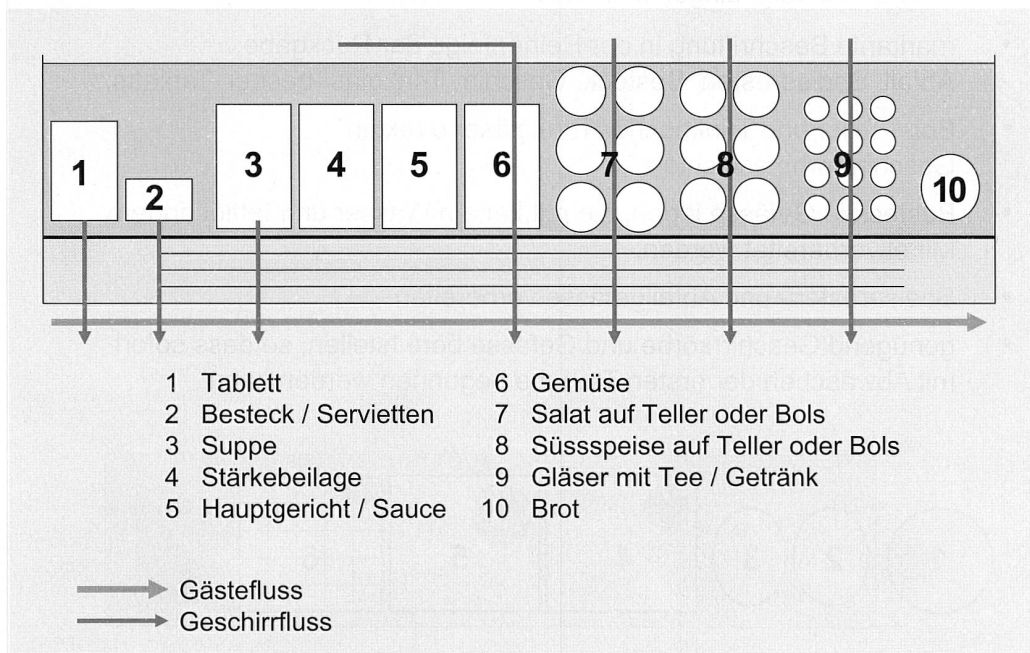 1 2 3 4 5 6 7 8 9 10
1 Tablett
2 Besteck / Servietten
3 Suppe
4 Stärkebeilage
5 Hauptgericht / Sauce
6 Gemüse
7 Salat auf Teller oder Bols
8 Süssspeise auf Teller oder Bols
9 Gläser mit Tee / Getränk
10 Brot
Gästefluss
Geschirrfluss